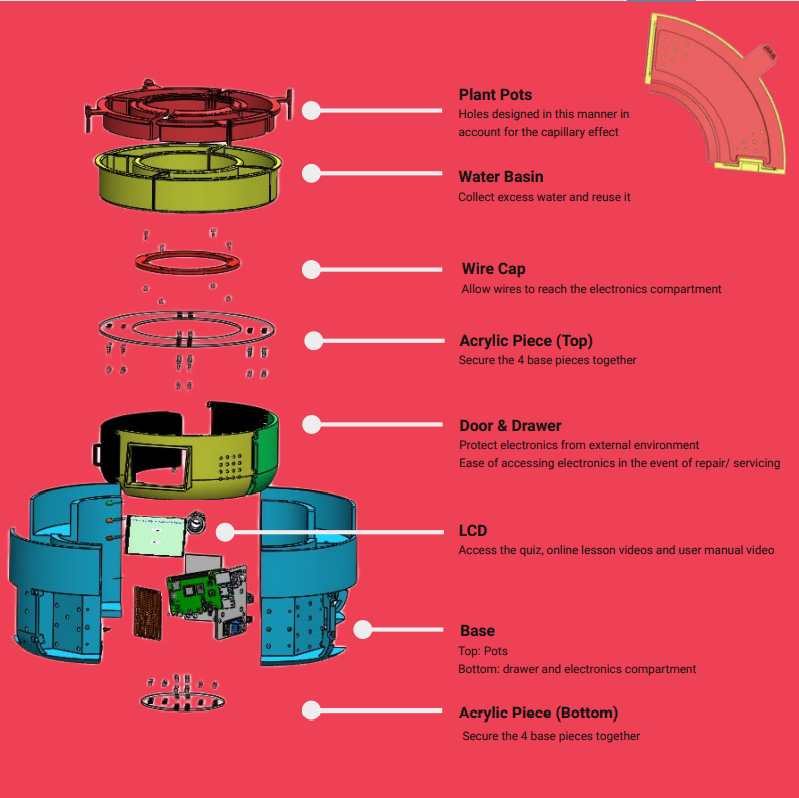 Plant Pots
Holes designed in this manner in
account for the capillary effect
Water Basin
Collect excess water and reuse it
Wire Cap
Allow wires to reach the electronics compartment
Acrylic Piece (Top)
Secure the 4 base pieces together
Door & Drawer
Protect electronics from external environment
Ease of accessing electronics in the event of repair/ servicing
LCD
Access the quiz, online lesson videos and user manual video
Base
Top: Pots
Bottom: drawer and electronics compartment
Acrylic Piece (Bottom)
Secure the 4 base pieces together